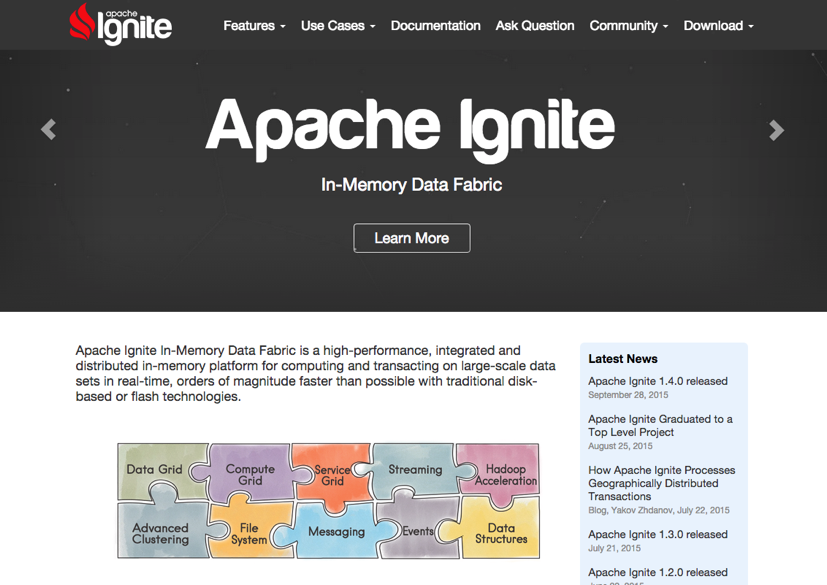 apache
Ignite
Features Use Cases Documentation Ask Question Community Download
Apache Ignite
In-Memory Data Fabric
Learn More
Apache Ignite In-Memory Data Fabric is a high-performance, integrated and
distributed in-memory platform for computing and transacting on large-scale data
sets in real-time, orders of magnitude faster than possible with traditional disk-
based or flash technologies.
Data Grid
Compute
Grid
Service
Grid
Streaming
Hadoop
Acceleration
Advanced
Clustering
File
System
Messaging
Events
Data
Structures
Latest News
Apache Ignite 1.4.0 released
September 28, 2015
Apache Ignite Graduated to a
Top Level Project
August 25, 2015
How Apache Ignite Processes
Geographically Distributed
Transactions
Blog, Yakov Zhdanov, July 22, 2015
Apache Ignite 1.3.0 released
July 21, 2015
Apache Ignite 1.2.0 released